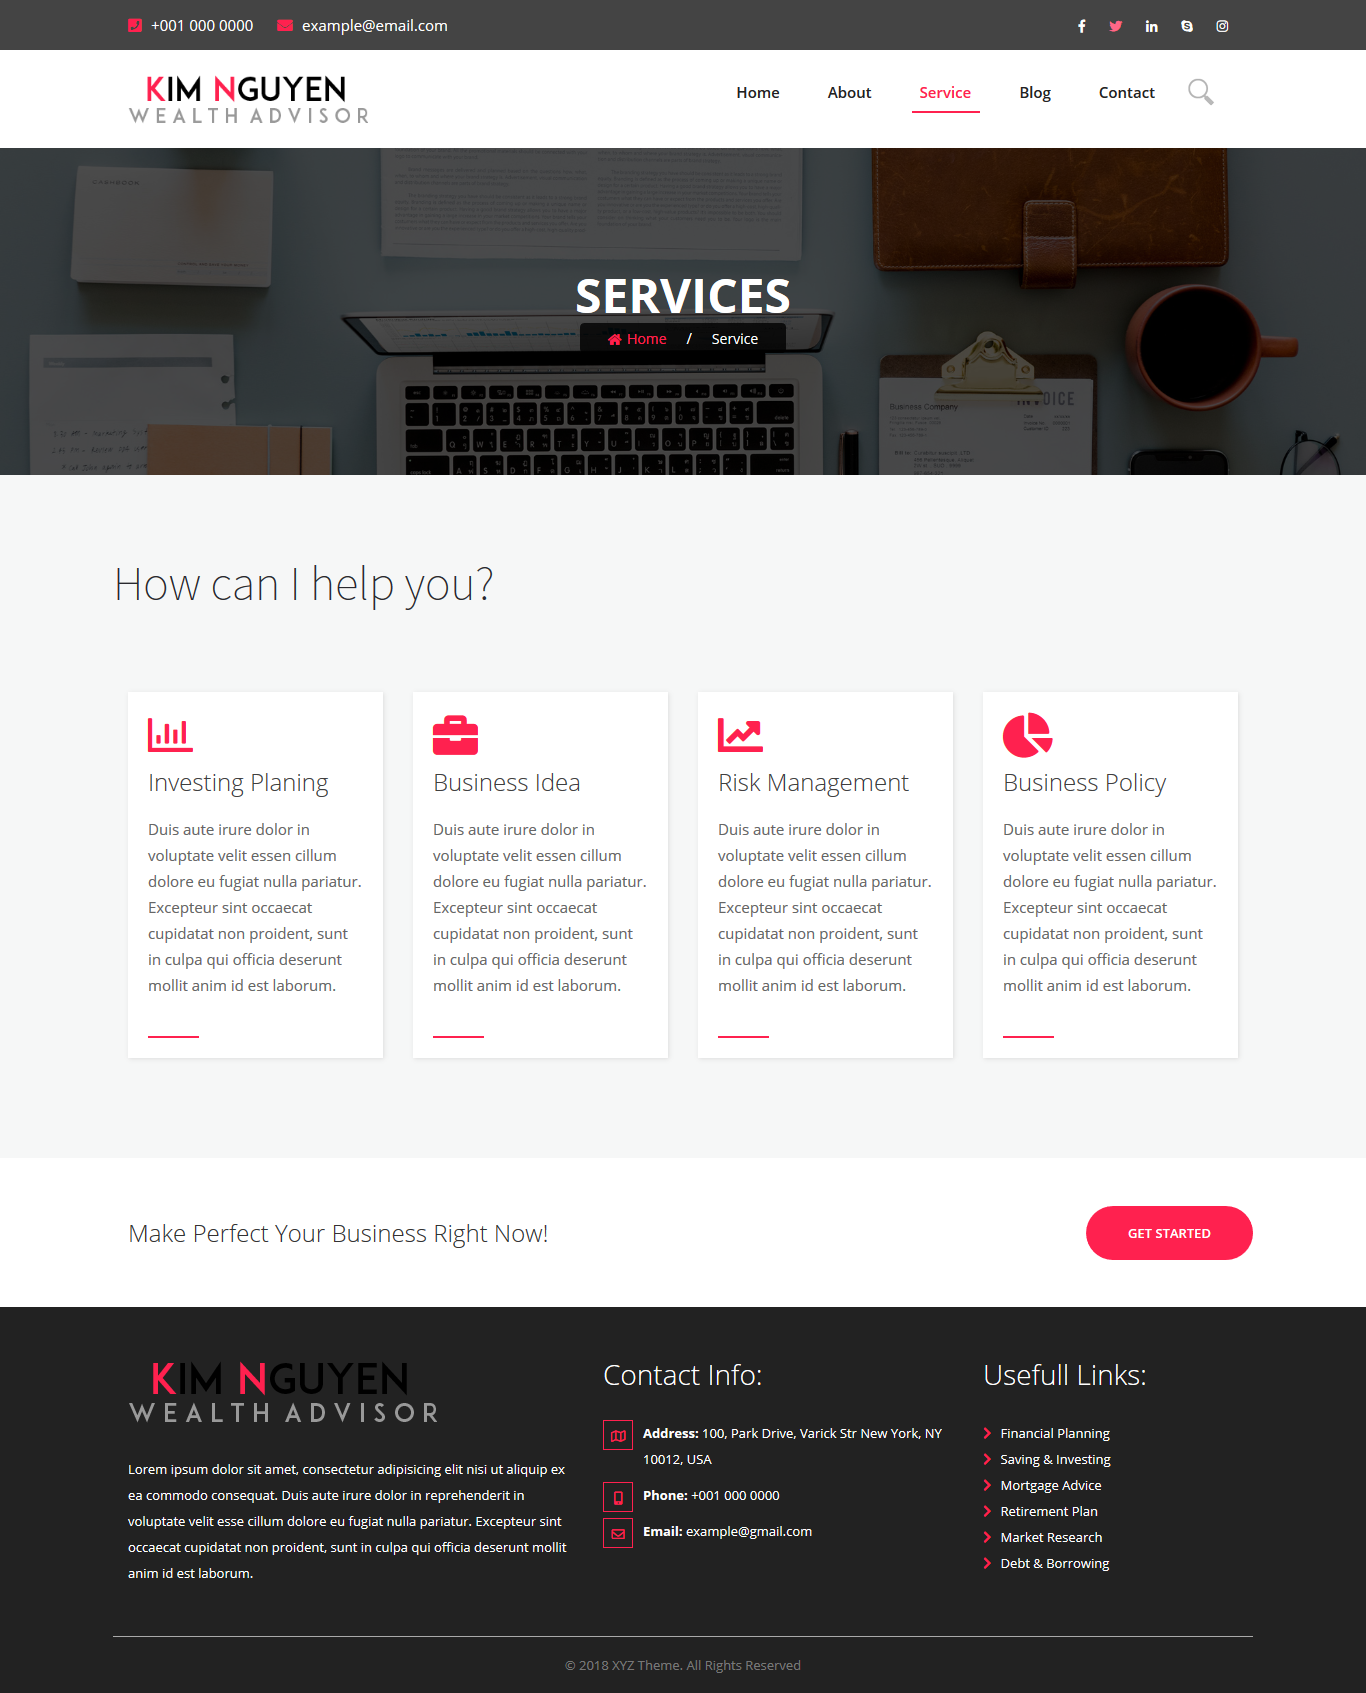 +001 000 0000 example@email.com
KIM NGUYEN
WEALTH ADVISOR
Home About Service Blog Contact
SERVICES
Home / Service
Business Company
How can I help you?
Investing Planing
Duis aute irure dolor in
voluptate velit essen cillum
dolore eu fugiat nulla pariatur.
Excepteur sint occaecat
cupidatat non proident, sunt
in culpa qui officia deserunt
mollit anim id est laborum.
Business Idea
Duis aute irure dolor in
voluptate velit essen cillum
dolore eu fugiat nulla pariatur.
Excepteur sint occaecat
cupidatat non proident, sunt
in culpa qui officia deserunt
mollit anim id est laborum.
Risk Management
Duis aute irure dolor in
voluptate velit essen cillum
dolore eu fugiat nulla pariatur.
Excepteur sint occaecat
cupidatat non proident, sunt
in culpa qui officia deserunt
mollit anim id est laborum.
Business Policy
Duis aute irure dolor in
voluptate velit essen cillum
dolore eu fugiat nulla pariatur.
Excepteur sint occaecat
cupidatat non proident, sunt
in culpa qui officia deserunt
mollit anim id est laborum.
Make Perfect Your Business Right Now!
GET STARTED
KIM NGUYEN
WEALTH ADVISOR
Lorem ipsum dolor sit amet, consectetur adipisicing elit nisi ut aliquip ex
ea commodo consequat. Duis aute irure dolor in reprehenderit in
voluptate velit esse cillum dolore eu fugiat nulla pariatur. Excepteur sint
occaecat cupidatat non proident, sunt in culpa qui officia deserunt mollit
anim id est laborum.
Contact Info:
Address: 100, Park Drive, Varick Str New York, NY
10012, USA
Phone: +001 000 0000
Email: example@gmail.com
Usefull Links:
Financial Planning
Saving & Investing
Mortgage Advice
Retirement Plan
Market Research
Debt & Borrowing
© 2018 XYZ Theme. All Rights Reserved